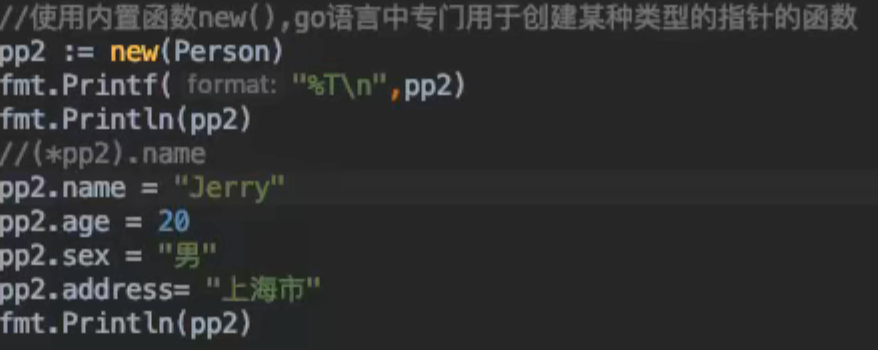 //使用内置函数new(),go语言中专门用于创建某种类型的指针的函数
pp2 := new(Person)
fmt.Printf( format: "%T\n",pp2)
fmt.Println(pp2)
//(*pp2).name
pp2.name = "Jerry"
pp2.age = 20
pp2.sex = "男"
pp2.address= "上海市"
fmt.Println(pp2)